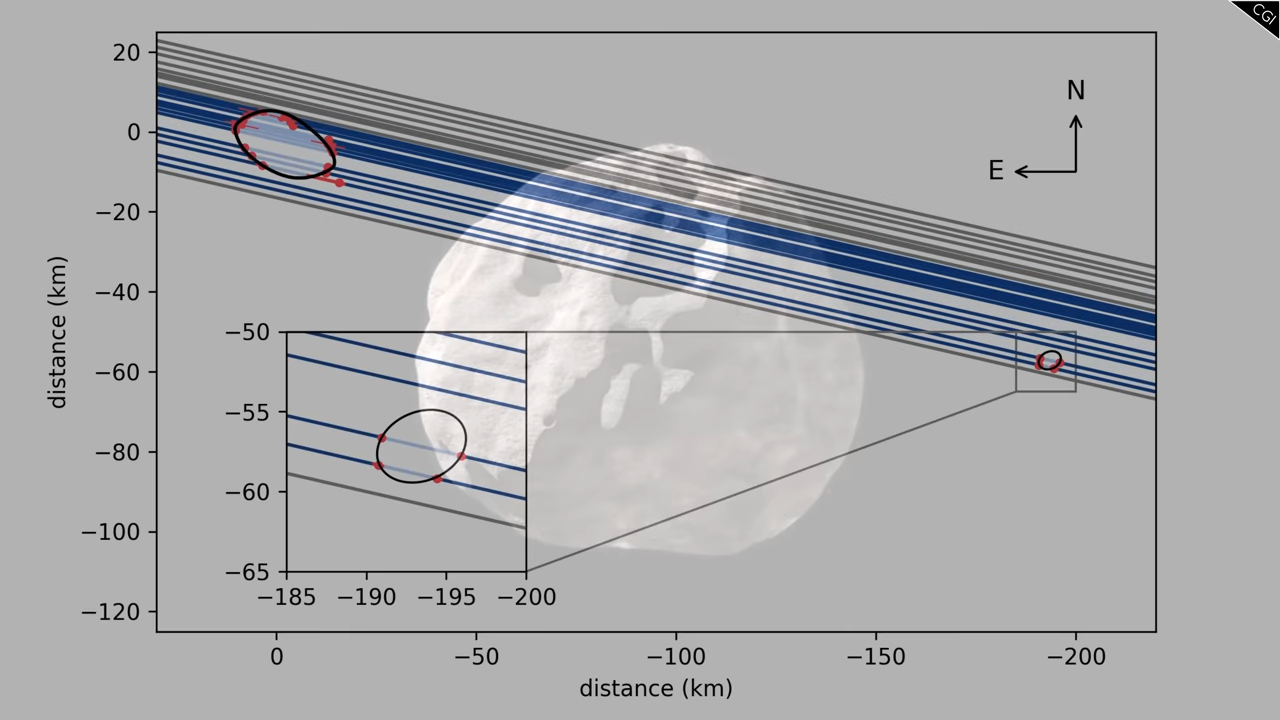 CGI
20
0
−20
−40
−60
−80
−100
−120
distance (km)
N
E
−50
−55
−60
−65
−185 −190 −195 −200
0 −50 −100 −150 −200
distance (km)